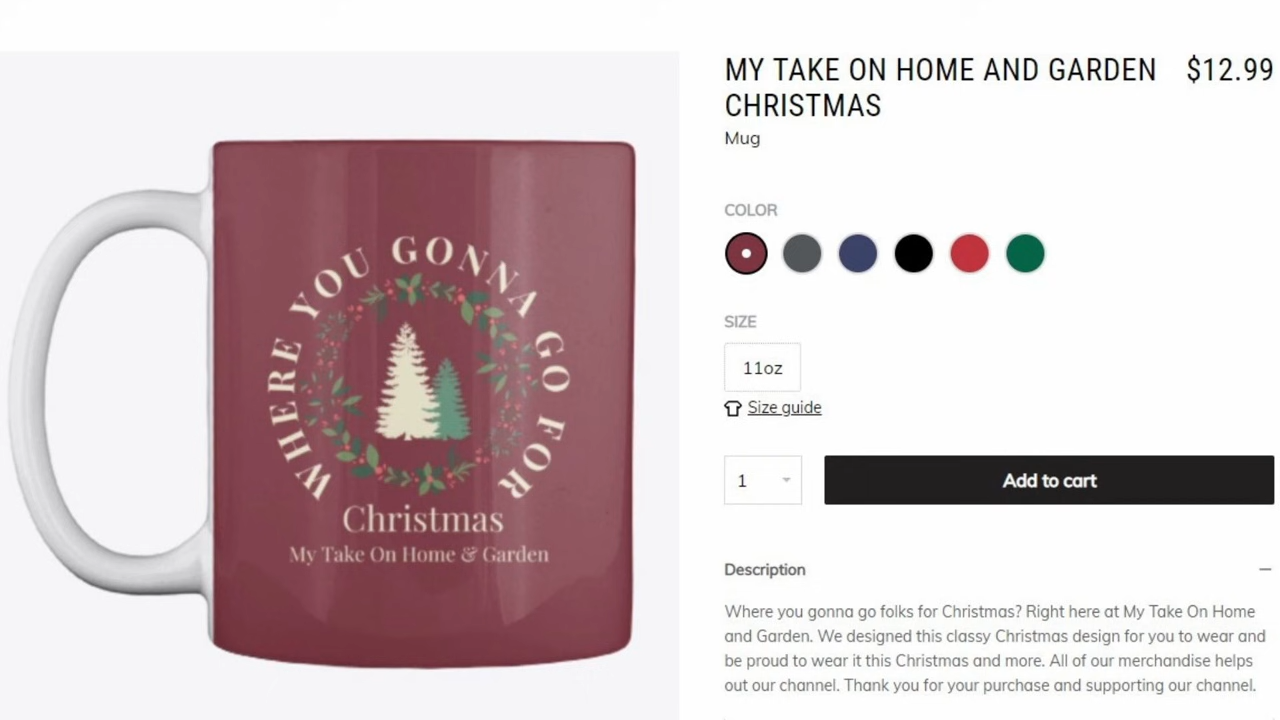 MY TAKE ON HOME AND GARDEN $12.99
CHRISTMAS
Mug
COLOR
SIZE
11oz
Size guide
1
Add to cart
Description
Where you gonna go folks for Christmas? Right here at My Take On Home
and Garden. We designed this classy Christmas design for you to wear and
be proud to wear it this Christmas and more. All of our merchandise helps
out our channel. Thank you for your purchase and supporting our channel.
WHERE YOU GONNA GO FOR
Christmas
My Take On Home & Garden